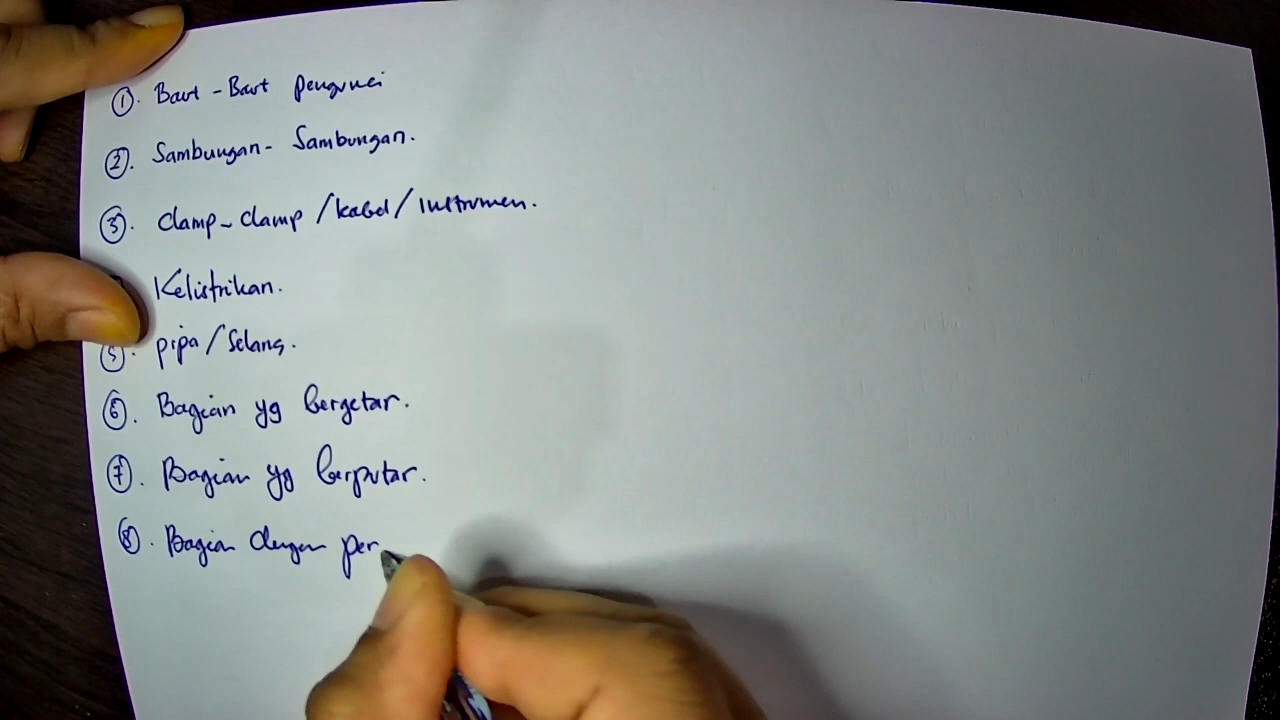 ①. Baut - Baut pengunci
②. Sambungan - Sambungan.
③. Clamp - clamp / kabel / Instrumen.
Kelistrikan.
⑤. pipa / Selang.
⑥. Bagian yg bergetar.
⑦. Bagian yg berputar.
⑧. Bagian dengan per